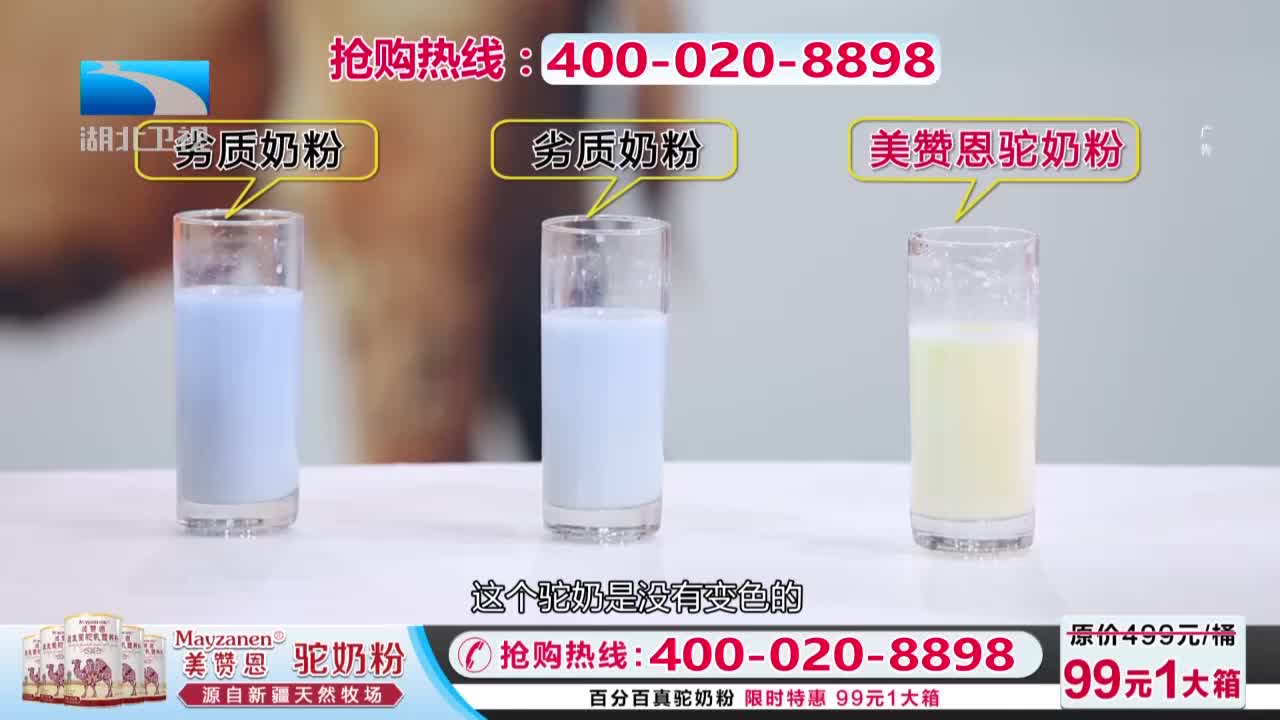 抢购热线：400-020-8898
湖北卫视
广告
劣质奶粉
劣质奶粉
美赞恩驼奶粉
这个驼奶是没有变色的
Mayzanen®
美赞恩 驼奶粉
源自新疆天然牧场
抢购热线:400-020-8898
百分百真驼奶粉 限时特惠 99元1大箱
原价499元/桶
99元1大箱